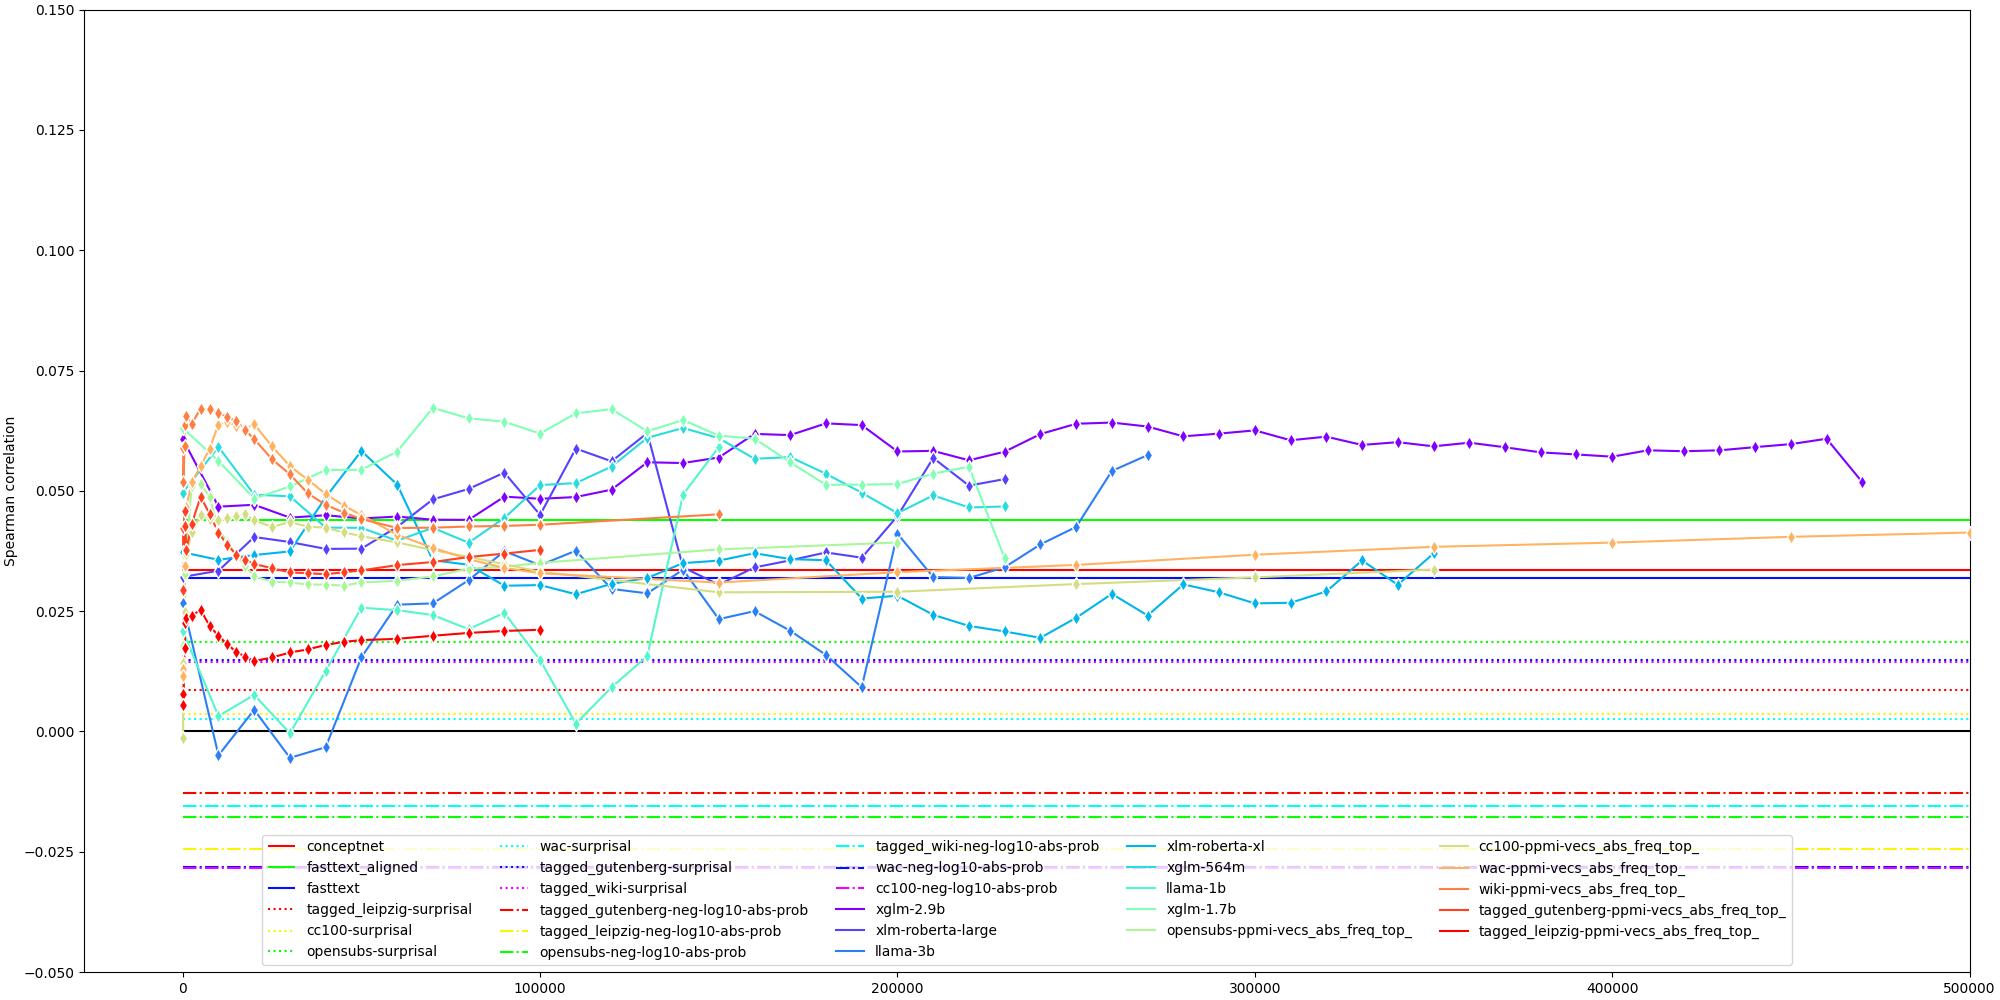 0.150
0.125
0.100
0.075
0.050
0.025
0.000
−0.025
−0.050
Spearman correlation
0
100000
200000
300000
400000
500000
conceptnet
fasttext_aligned
fasttext
tagged_leipzig-surprisal
cc100-surprisal
opensubs-surprisal
wac-surprisal
tagged_gutenberg-surprisal
tagged_wiki-surprisal
tagged_gutenberg-neg-log10-abs-prob
tagged_leipzig-neg-log10-abs-prob
opensubs-neg-log10-abs-prob
tagged_wiki-neg-log10-abs-prob
wac-neg-log10-abs-prob
cc100-neg-log10-abs-prob
xglm-2.9b
xlm-roberta-large
llama-3b
xlm-roberta-xl
xglm-564m
llama-1b
xglm-1.7b
opensubs-ppmi-vecs_abs_freq_top_
cc100-ppmi-vecs_abs_freq_top_
wac-ppmi-vecs_abs_freq_top_
wiki-ppmi-vecs_abs_freq_top_
tagged_gutenberg-ppmi-vecs_abs_freq_top_
tagged_leipzig-ppmi-vecs_abs_freq_top_